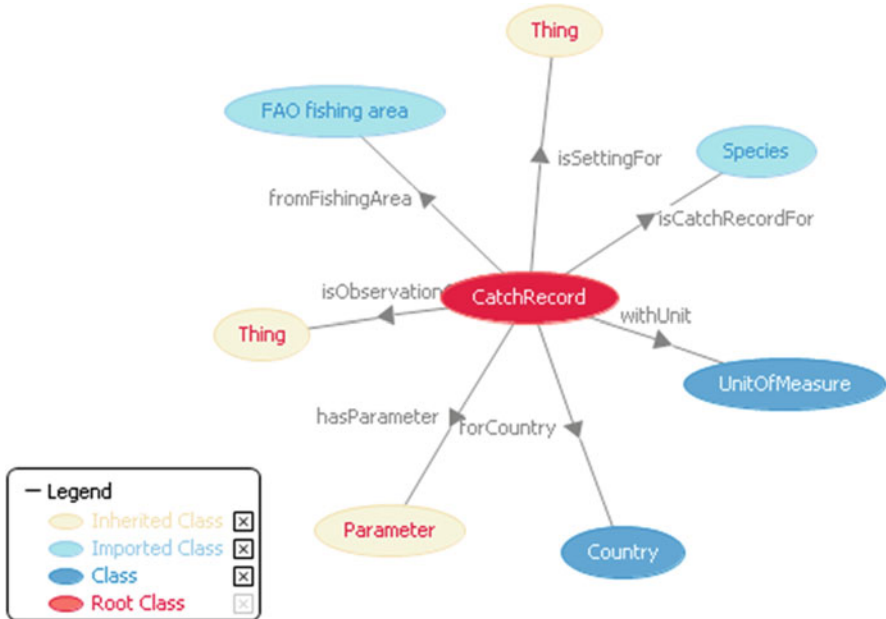 Thing
FAO fishing area
Species
isSettingFor
fromFishingArea
isCatchRecordFor
isObservation
CatchRecord
Thing
withUnit
UnitOfMeasure
hasParameter
forCountry
Parameter
Country
Legend
Inherited Class
Imported Class
Class
Root Class